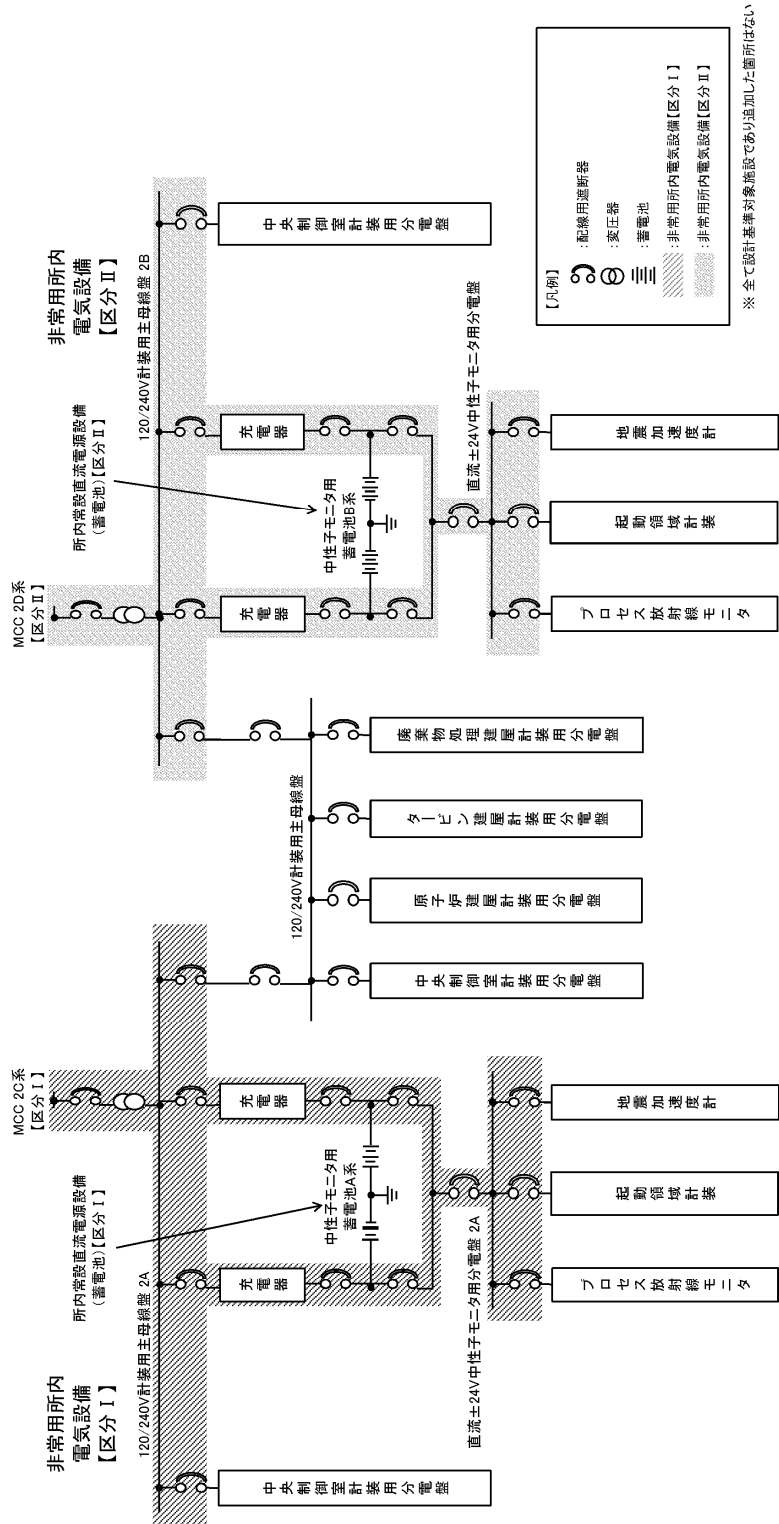 非常用所内
電気設備
【区分Ⅰ】
120/240V計装用主母線盤 2A
中央制御室計装用分電盤
所内常設直流電源設備
(蓄電池)【区分Ⅰ】
MCC 2C系
【区分Ⅰ】
充電器
充電器
中性子モニタ用
蓄電池A系
直流±24V中性子モニタ用分電盤 2A
プロセス放射線モニタ
起動領域計装
地震加速度計
120/240V計装用主母線盤
中央制御室計装用分電盤
原子炉建屋計装用分電盤
タービン建屋計装用分電盤
廃棄物処理建屋計装用分電盤
非常用所内
電気設備
【区分Ⅱ】
120/240V計装用主母線盤 2B
MCC 2D系
【区分Ⅱ】
所内常設直流電源設備
(蓄電池)【区分Ⅱ】
充電器
充電器
中性子モニタ用
蓄電池B系
直流±24V中性子モニタ用分電盤
プロセス放射線モニタ
起動領域計装
地震加速度計
中央制御室計装用分電盤
【凡例】
:配線用遮断器
:変圧器
:蓄電池
:非常用所内電気設備【区分Ⅰ】
:非常用所内電気設備【区分Ⅱ】
※ 全て設計基準対象施設であり追加した箇所はない